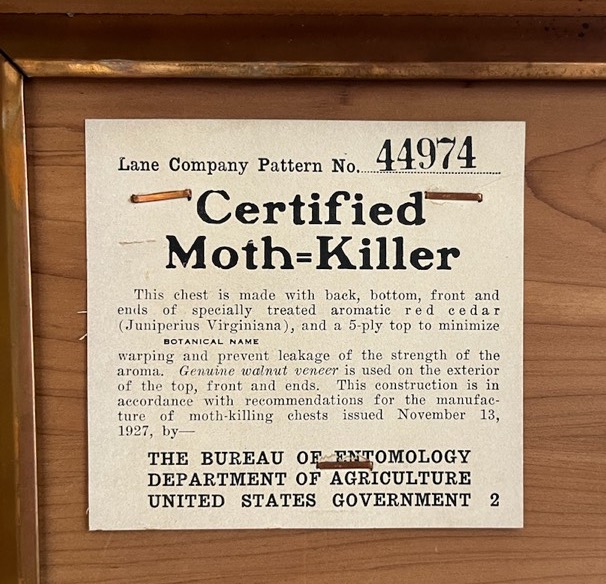 Lane Company Pattern No. 44974
Certified
Moth=Killer
This chest is made with back, bottom, front and
ends of specially treated aromatic red cedar
(Juniperius Virginiana), and a 5-ply top to minimize
BOTANICAL NAME
warping and prevent leakage of the strength of the
aroma. Genuine walnut veneer is used on the exterior
of the top, front and ends. This construction is in
accordance with recommendations for the manufac-
ture of moth-killing chests issued November 13,
1927, by—
THE BUREAU OF ENTOMOLOGY
DEPARTMENT OF AGRICULTURE
UNITED STATES GOVERNMENT 2